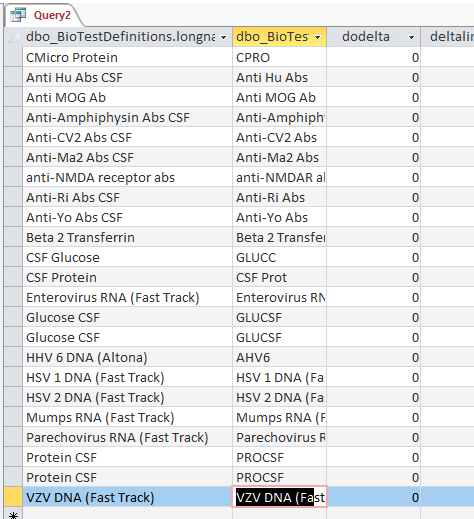 Query2
dbo_BioTestDefinitions.longna dbo_BioTes dodelta deltalin
CMicro Protein CPRO 0
Anti Hu Abs CSF Anti Hu Abs 0
Anti MOG Ab Anti MOG Ab 0
Anti-Amphiphysin Abs CSF Anti-Amphiph 0
Anti-CV2 Abs CSF Anti-CV2 Abs 0
Anti-Ma2 Abs CSF Anti-Ma2 Abs 0
anti-NMDA receptor abs anti-NMDAR al 0
Anti-Ri Abs CSF Anti-Ri Abs 0
Anti-Yo Abs CSF Anti-Yo Abs 0
Beta 2 Transferrin Beta 2 Transfer 0
CSF Glucose GLUCC 0
CSF Protein CSF Prot 0
Enterovirus RNA (Fast Track) Enterovirus RN 0
Glucose CSF GLUCSF 0
Glucose CSF GLUCSF 0
HHV 6 DNA (Altona) AHV6 0
HSV 1 DNA (Fast Track) HSV 1 DNA (Fa 0
HSV 2 DNA (Fast Track) HSV 2 DNA (Fa 0
Mumps RNA (Fast Track) Mumps RNA (F 0
Parechovirus RNA (Fast Track) Parechovirus R 0
Protein CSF PROCSF 0
Protein CSF PROCSF 0
VZV DNA (Fast Track) VZV DNA (Fast 0